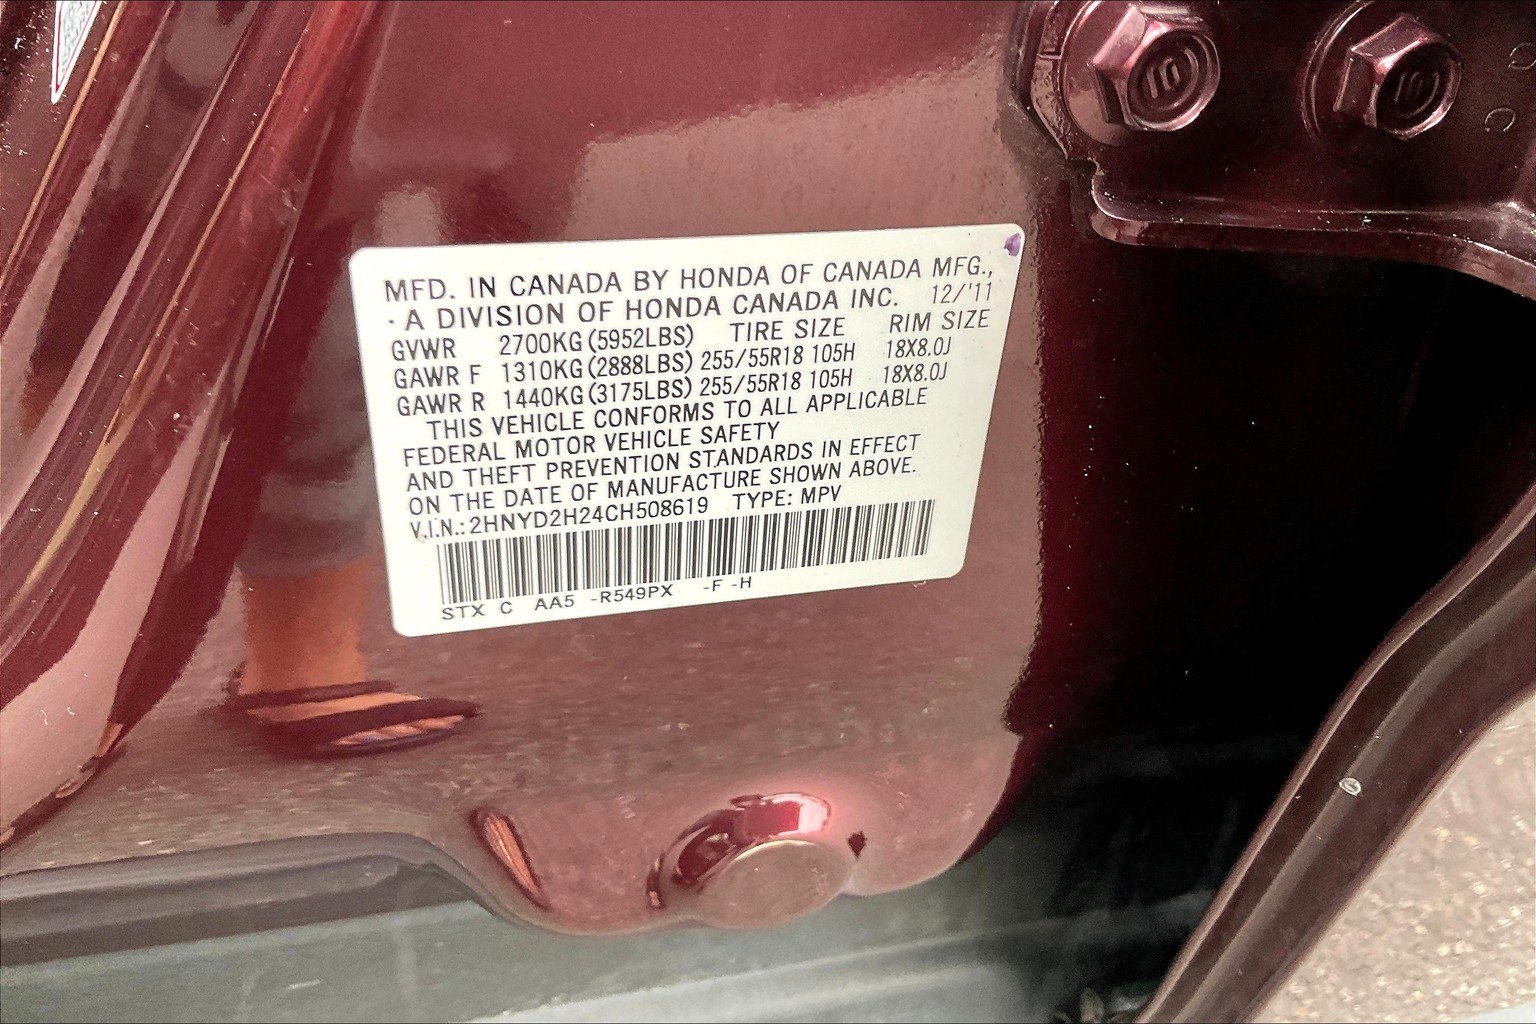 10
10
MFD. IN CANADA BY HONDA OF CANADA MFG.,
· A DIVISION OF HONDA CANADA INC. 12/'11
GVWR 2700KG (5952LBS) TIRE SIZE RIM SIZE
GAWR F 1310KG (2888LBS) 255/55R18 105H 18X8.0J
GAWR R 1440KG (3175LBS) 255/55R18 105H 18X8.0J
THIS VEHICLE CONFORMS TO ALL APPLICABLE
FEDERAL MOTOR VEHICLE SAFETY
AND THEFT PREVENTION STANDARDS IN EFFECT
ON THE DATE OF MANUFACTURE SHOWN ABOVE.
V.I.N.: 2HNYD2H24CH508619 TYPE: MPV
STX C AA5 -R549PX -F -H